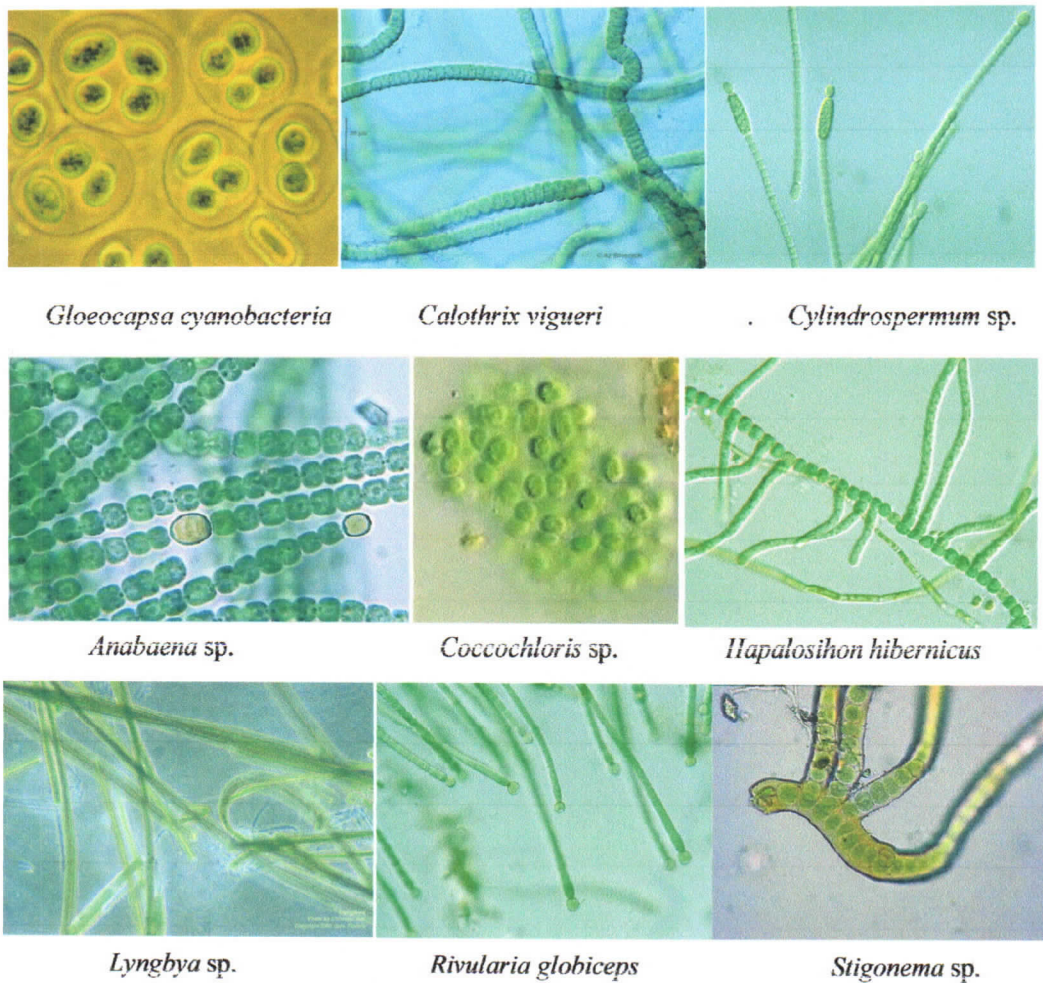 Gloeocapsa cyanobacteria Calothrix vigueri . Cylindrospermum sp.
Anabaena sp. Coccochloris sp. Hapalosihon hibernicus
Lyngbya sp. Rivularia globiceps Stigonema sp.